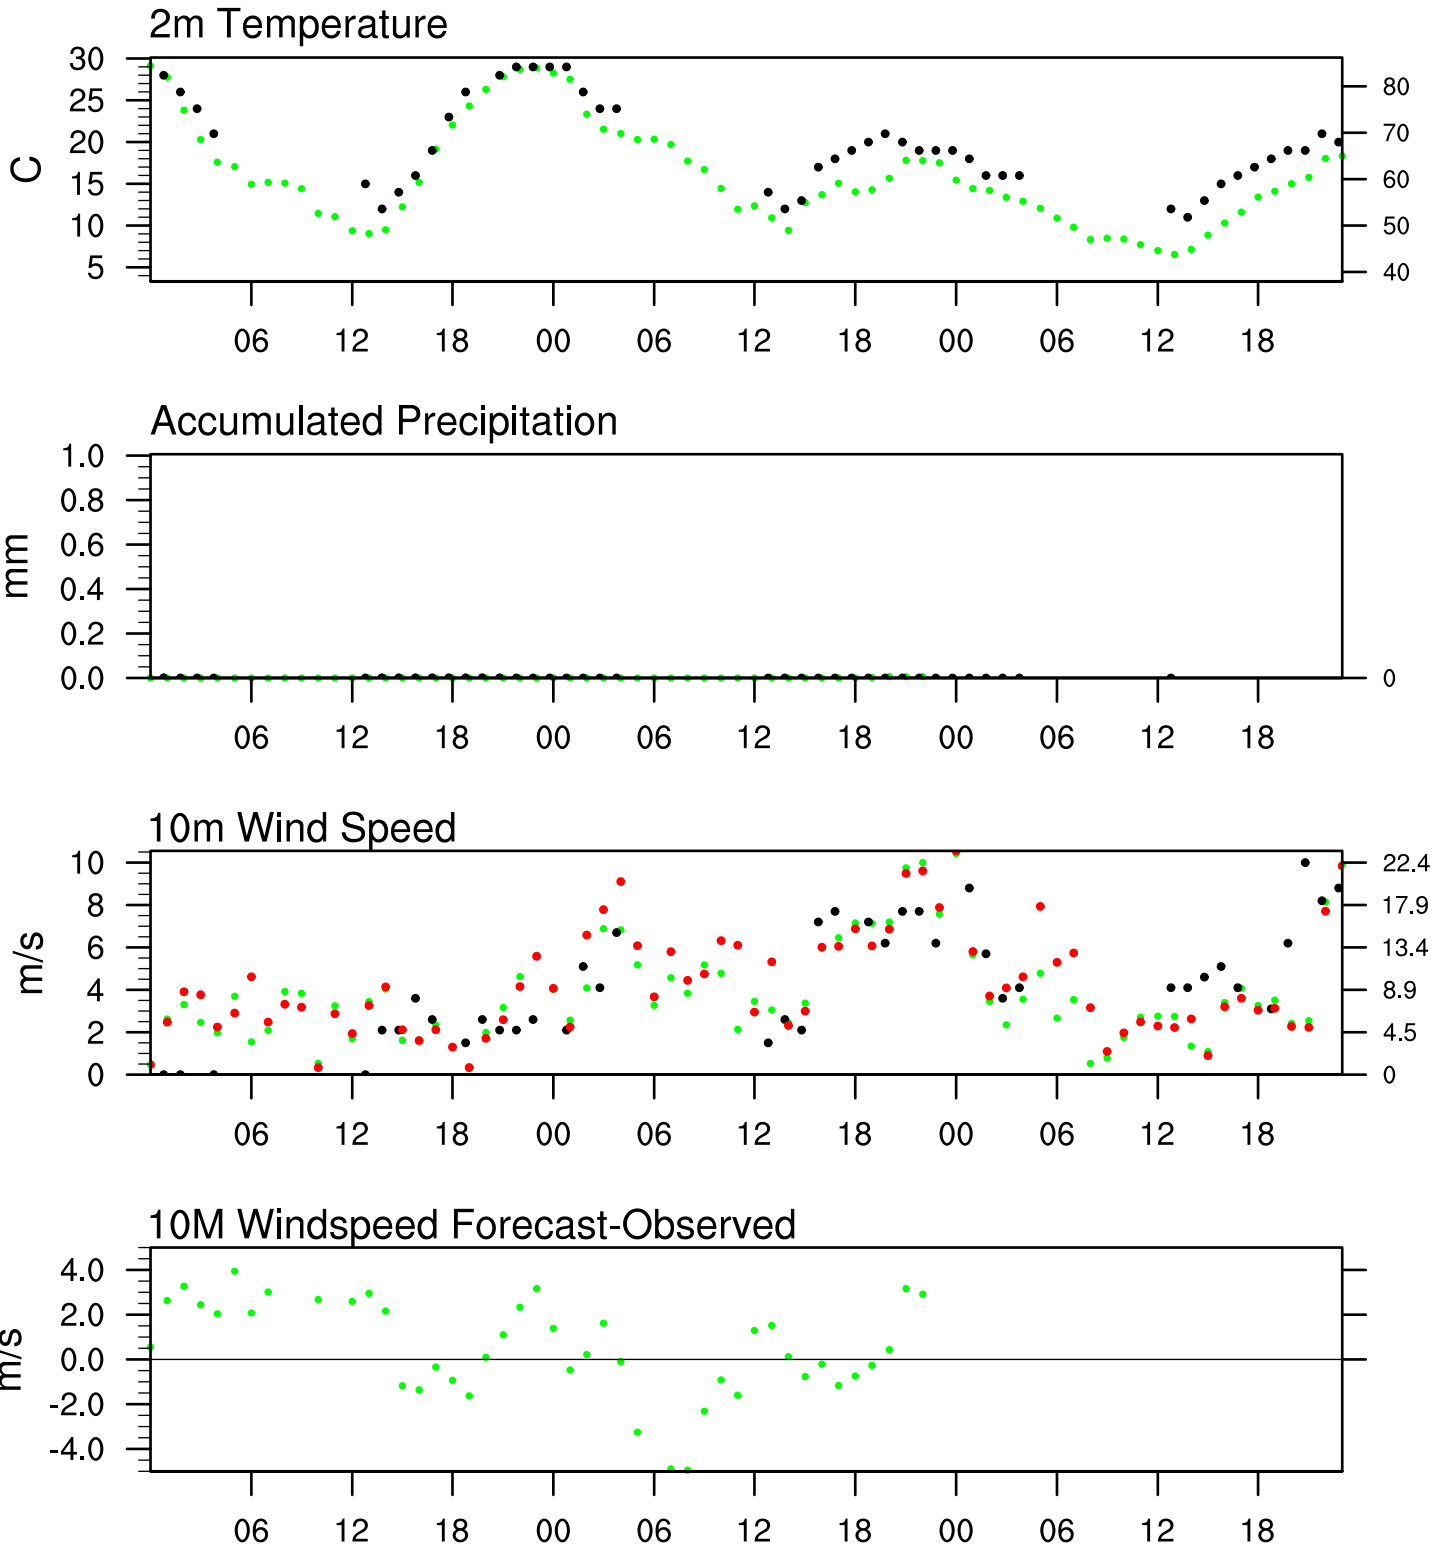 2m Temperature
30
25
20
15
10
5
C
80
70
60
50
40
06 12 18 00 06 12 18 00 06 12 18
Accumulated Precipitation
1.0
0.8
0.6
0.4
0.2
0.0
mm
0
06 12 18 00 06 12 18 00 06 12 18
10m Wind Speed
10
8
6
4
2
0
m/s
22.4
17.9
13.4
8.9
4.5
0
06 12 18 00 06 12 18 00 06 12 18
10M Windspeed Forecast-Observed
4.0
2.0
0.0
-2.0
-4.0
m/s
06 12 18 00 06 12 18 00 06 12 18